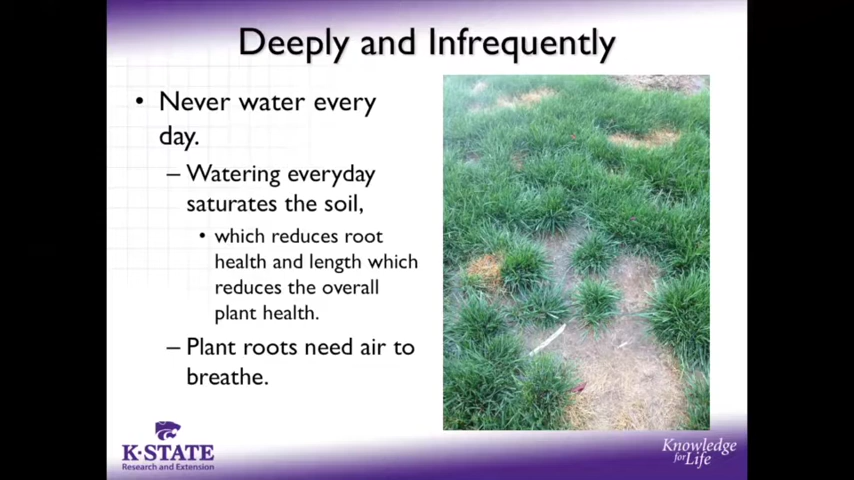 Deeply and Infrequently
• Never water every
day.
– Watering everyday
saturates the soil,
• which reduces root
health and length which
reduces the overall
plant health.
– Plant roots need air to
breathe.
K-STATE
Research and Extension
Knowledge
for Life